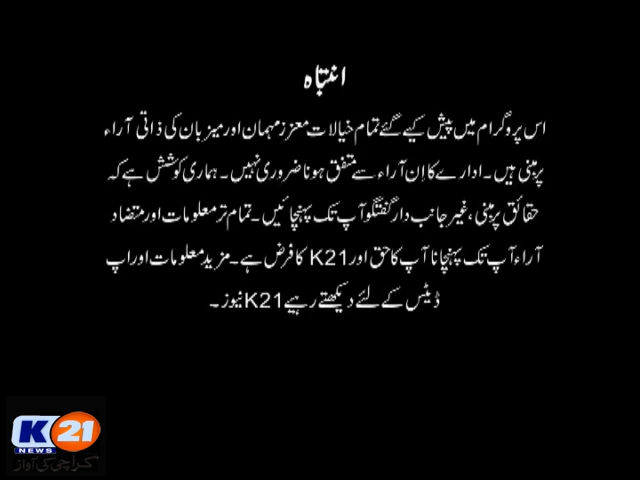 انتباہ
اس پروگرام میں پیش کیے گئے تمام خیالات معزز مہمان اور میزبان کی ذاتی آراء
پر مبنی ہیں۔ ادارے کا اِن آراء سے متفق ہونا ضروری نہیں۔ ہماری کوشش ہے کہ
حقائق پر مبنی، غیر جانب دار گفتگو آپ تک پہنچائیں۔ تمام تر معلومات اور متضاد
آراء آپ تک پہنچانا آپ کا حق اور K21 کا فرض ہے۔ مزید معلومات اور اپ
ڈیٹس کے لئے دیکھتے رہیے K21 نیوز۔
K21
NEWS
کراچی کی آواز